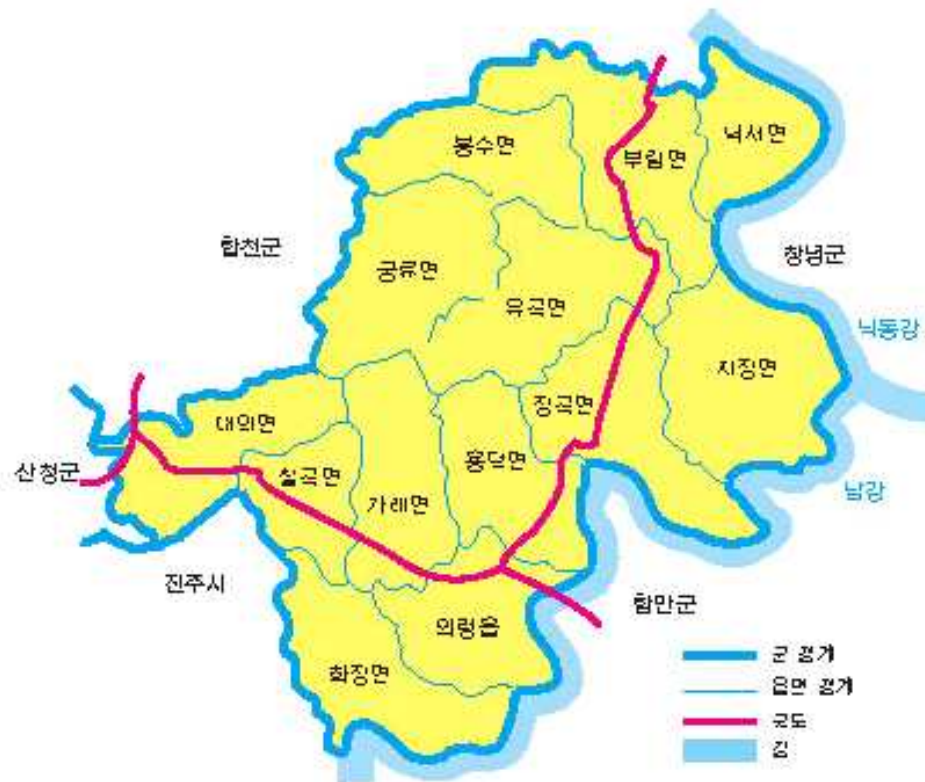 낙서면
봉수면
부림면
합천군
창녕군
궁류면
유곡면
낙동강
지정면
정곡면
대의면
용덕면
산청군
칠곡면
가례면
남강
진주시
함안군
의령읍
화정면
군 경계
읍면 경계
국도
강